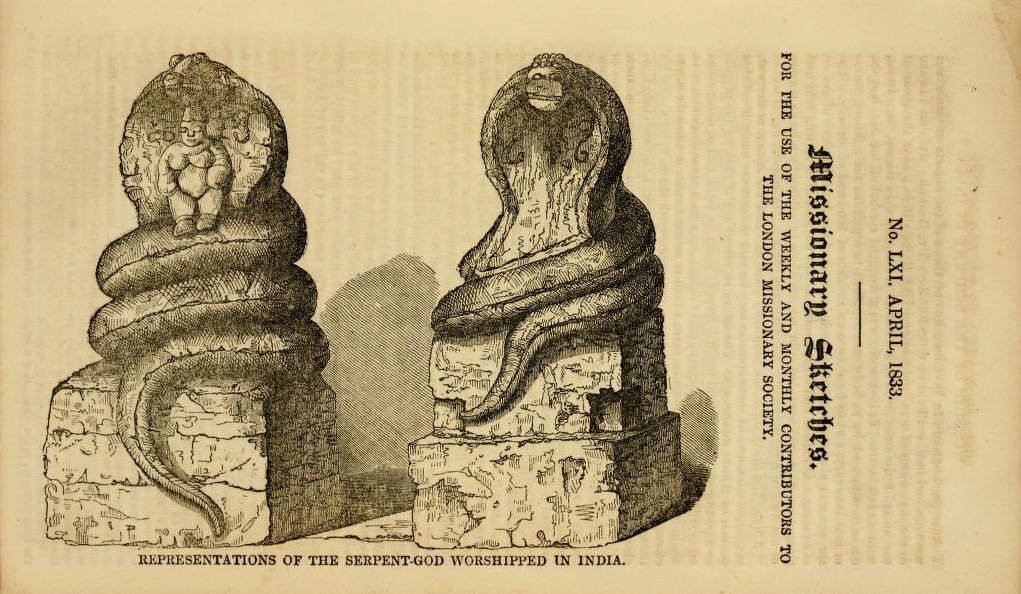 No. LXI. APRIL, 1833.
Missionary Sketches.
FOR THE USE OF THE WEEKLY AND MONTHLY CONTRIBUTORS TO
THE LONDON MISSIONARY SOCIETY.
REPRESENTATIONS OF THE SERPENT-GOD WORSHIPPED IN INDIA.